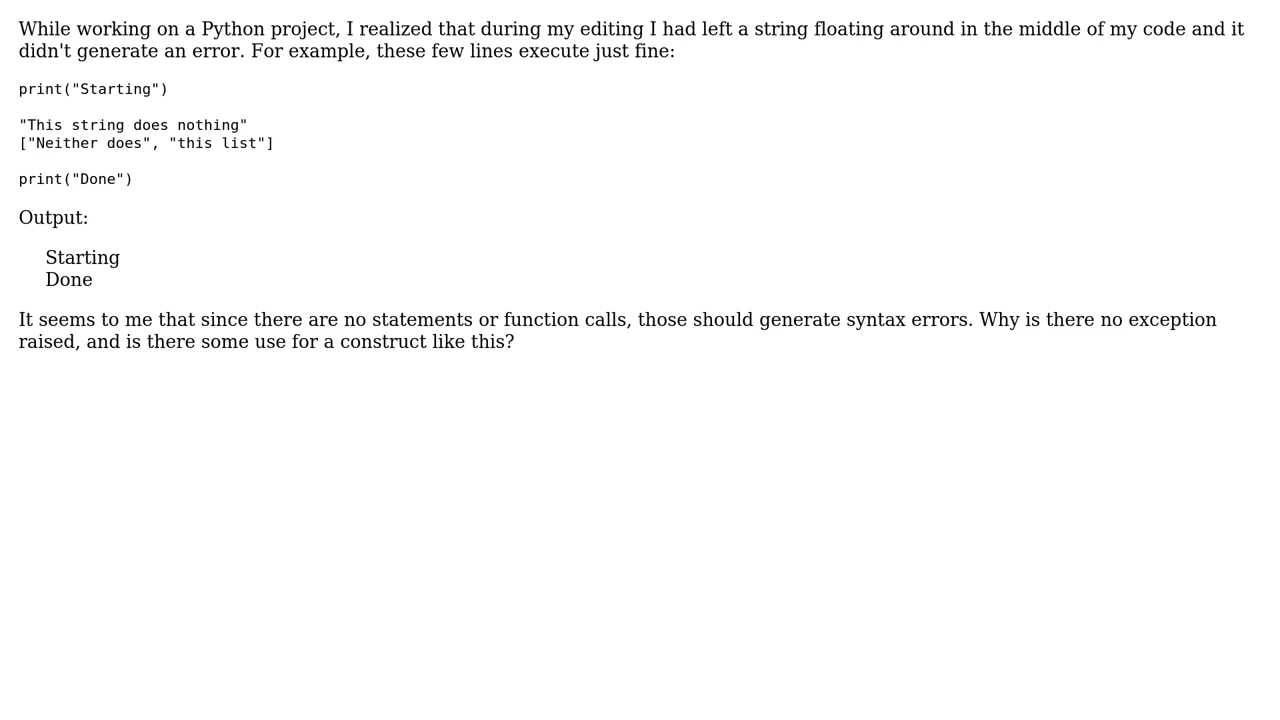 While working on a Python project, I realized that during my editing I had left a string floating around in the middle of my code and it
didn't generate an error. For example, these few lines execute just fine:
print("Starting")
"This string does nothing"
["Neither does", "this list"]
print("Done")
Output:
Starting
Done
It seems to me that since there are no statements or function calls, those should generate syntax errors. Why is there no exception
raised, and is there some use for a construct like this?